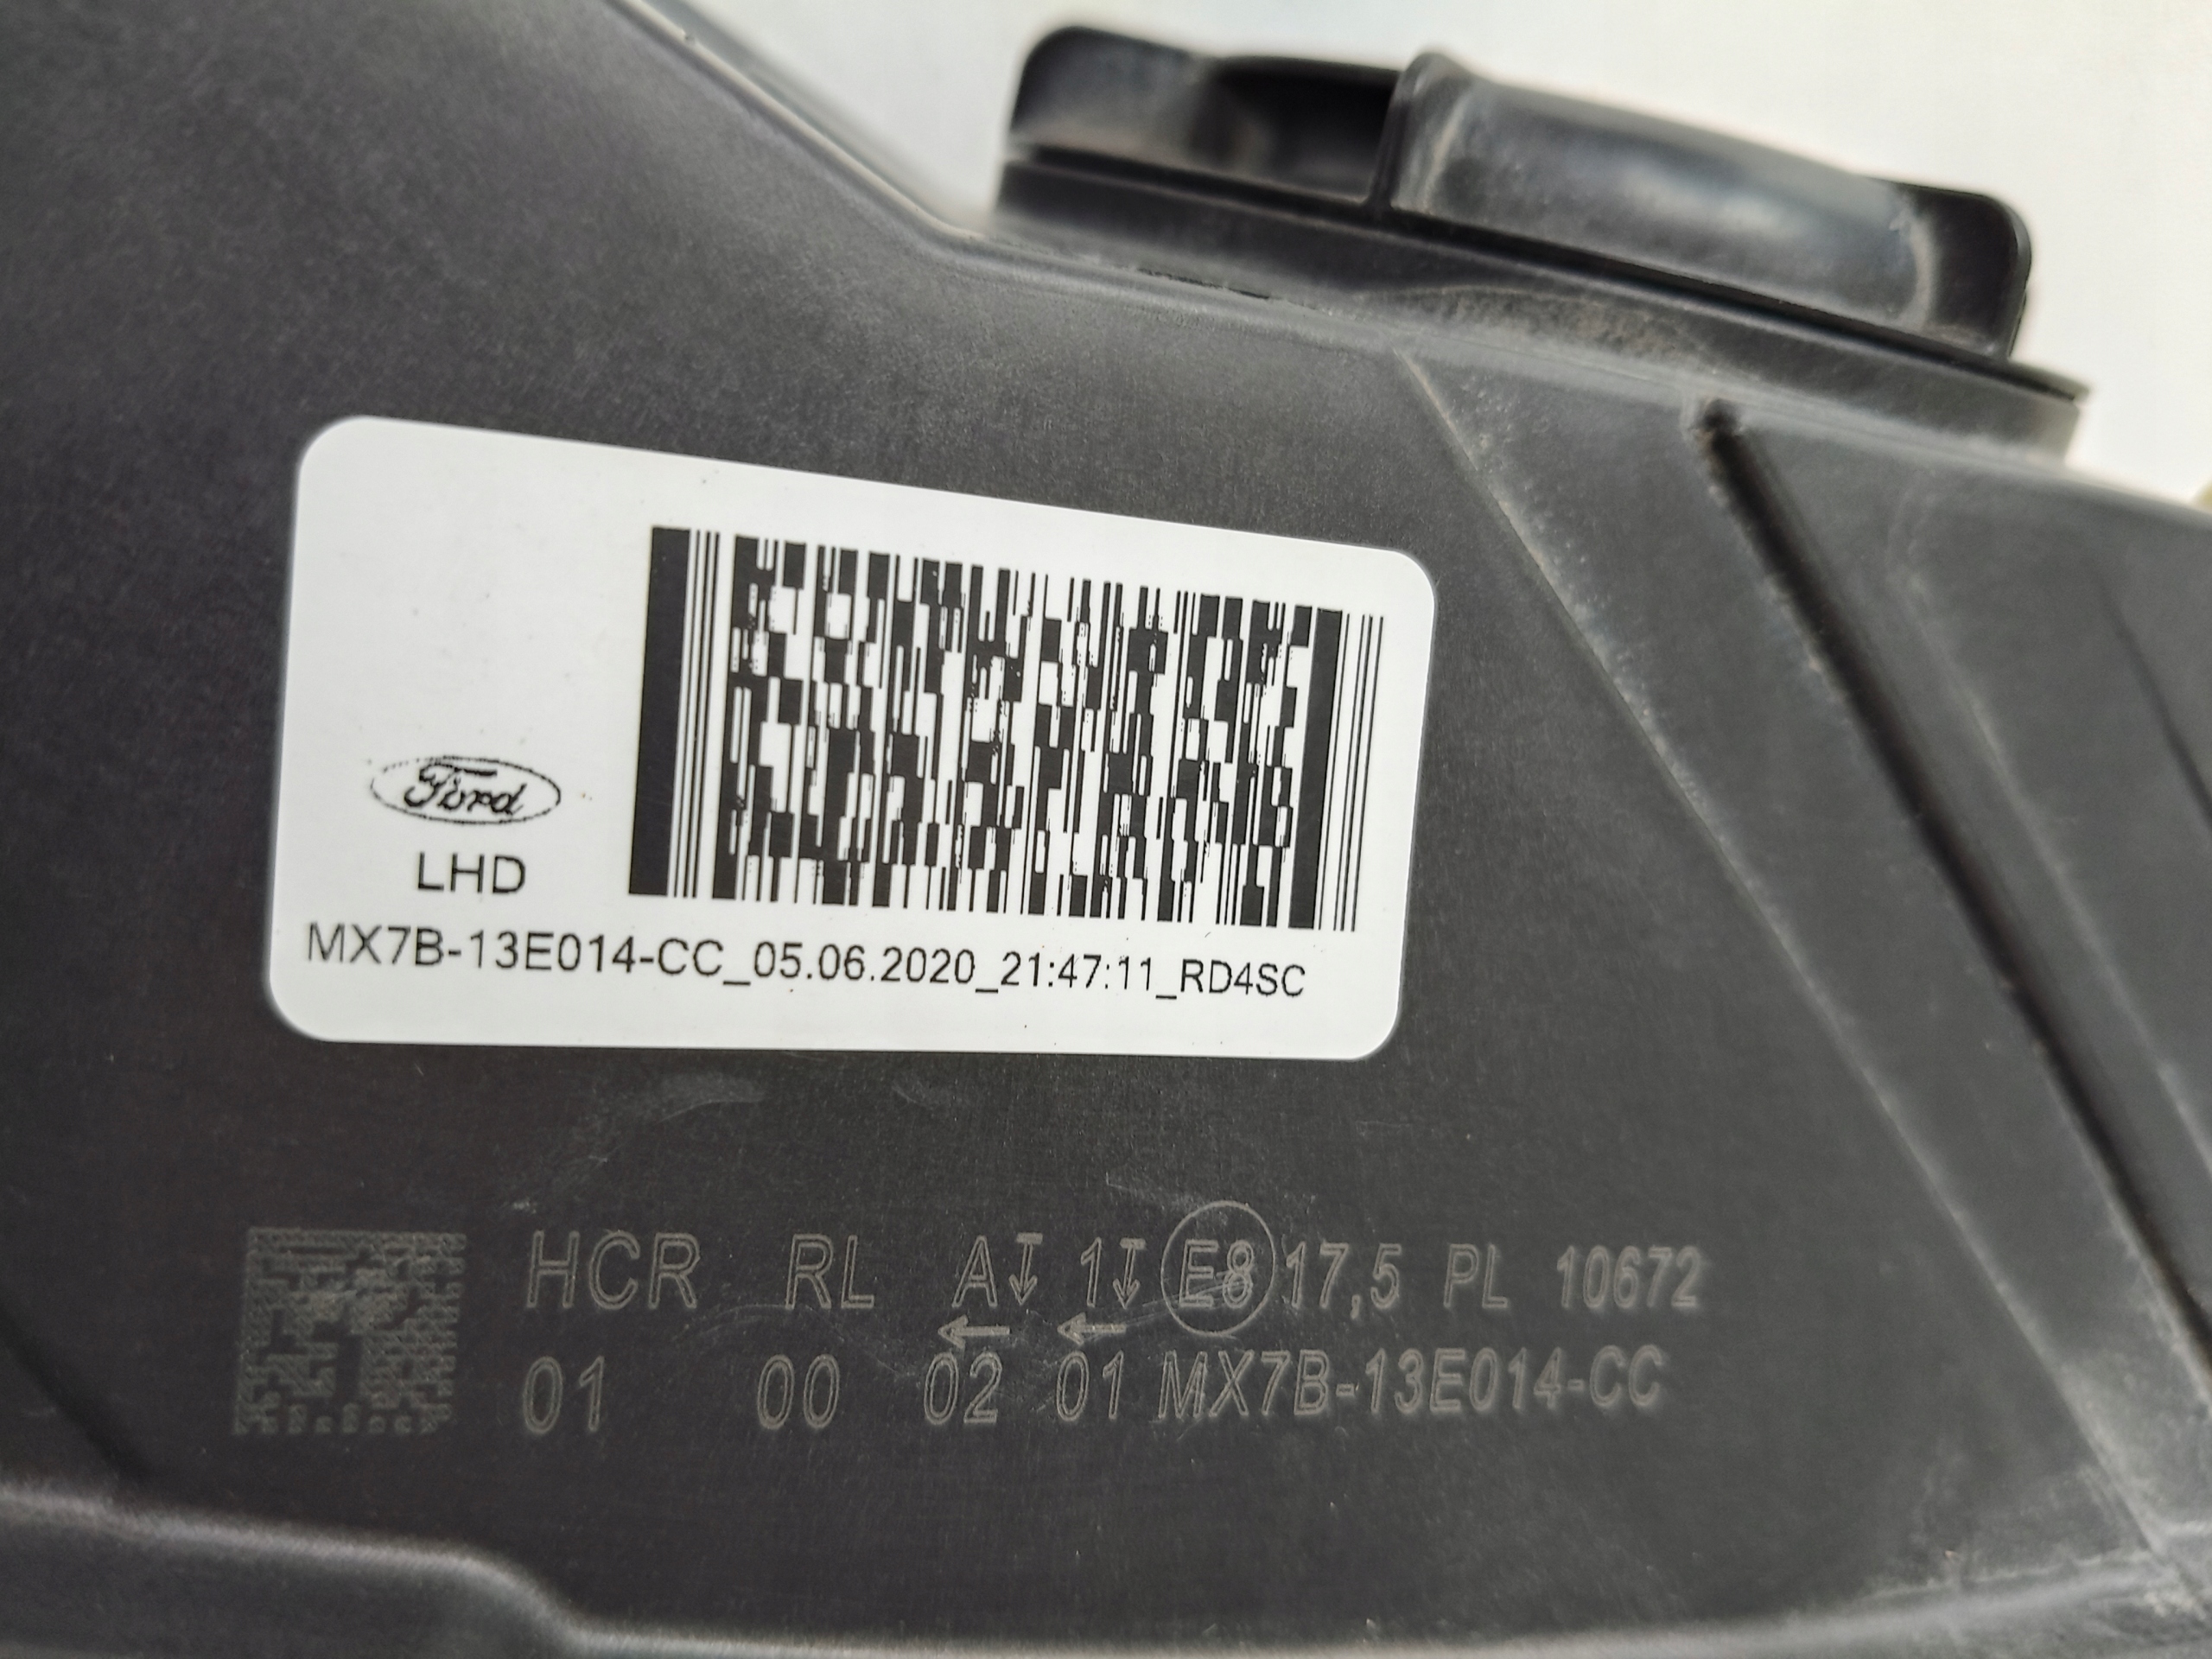 Ford
LHD
MX7B-13E014-CC_05.06.2020_21:47:11_RD4SC
HCR RL A↧ 1↧ E8 17,5 PL 10672
← ←
01 00 02 01 MX7B-13E014-CC